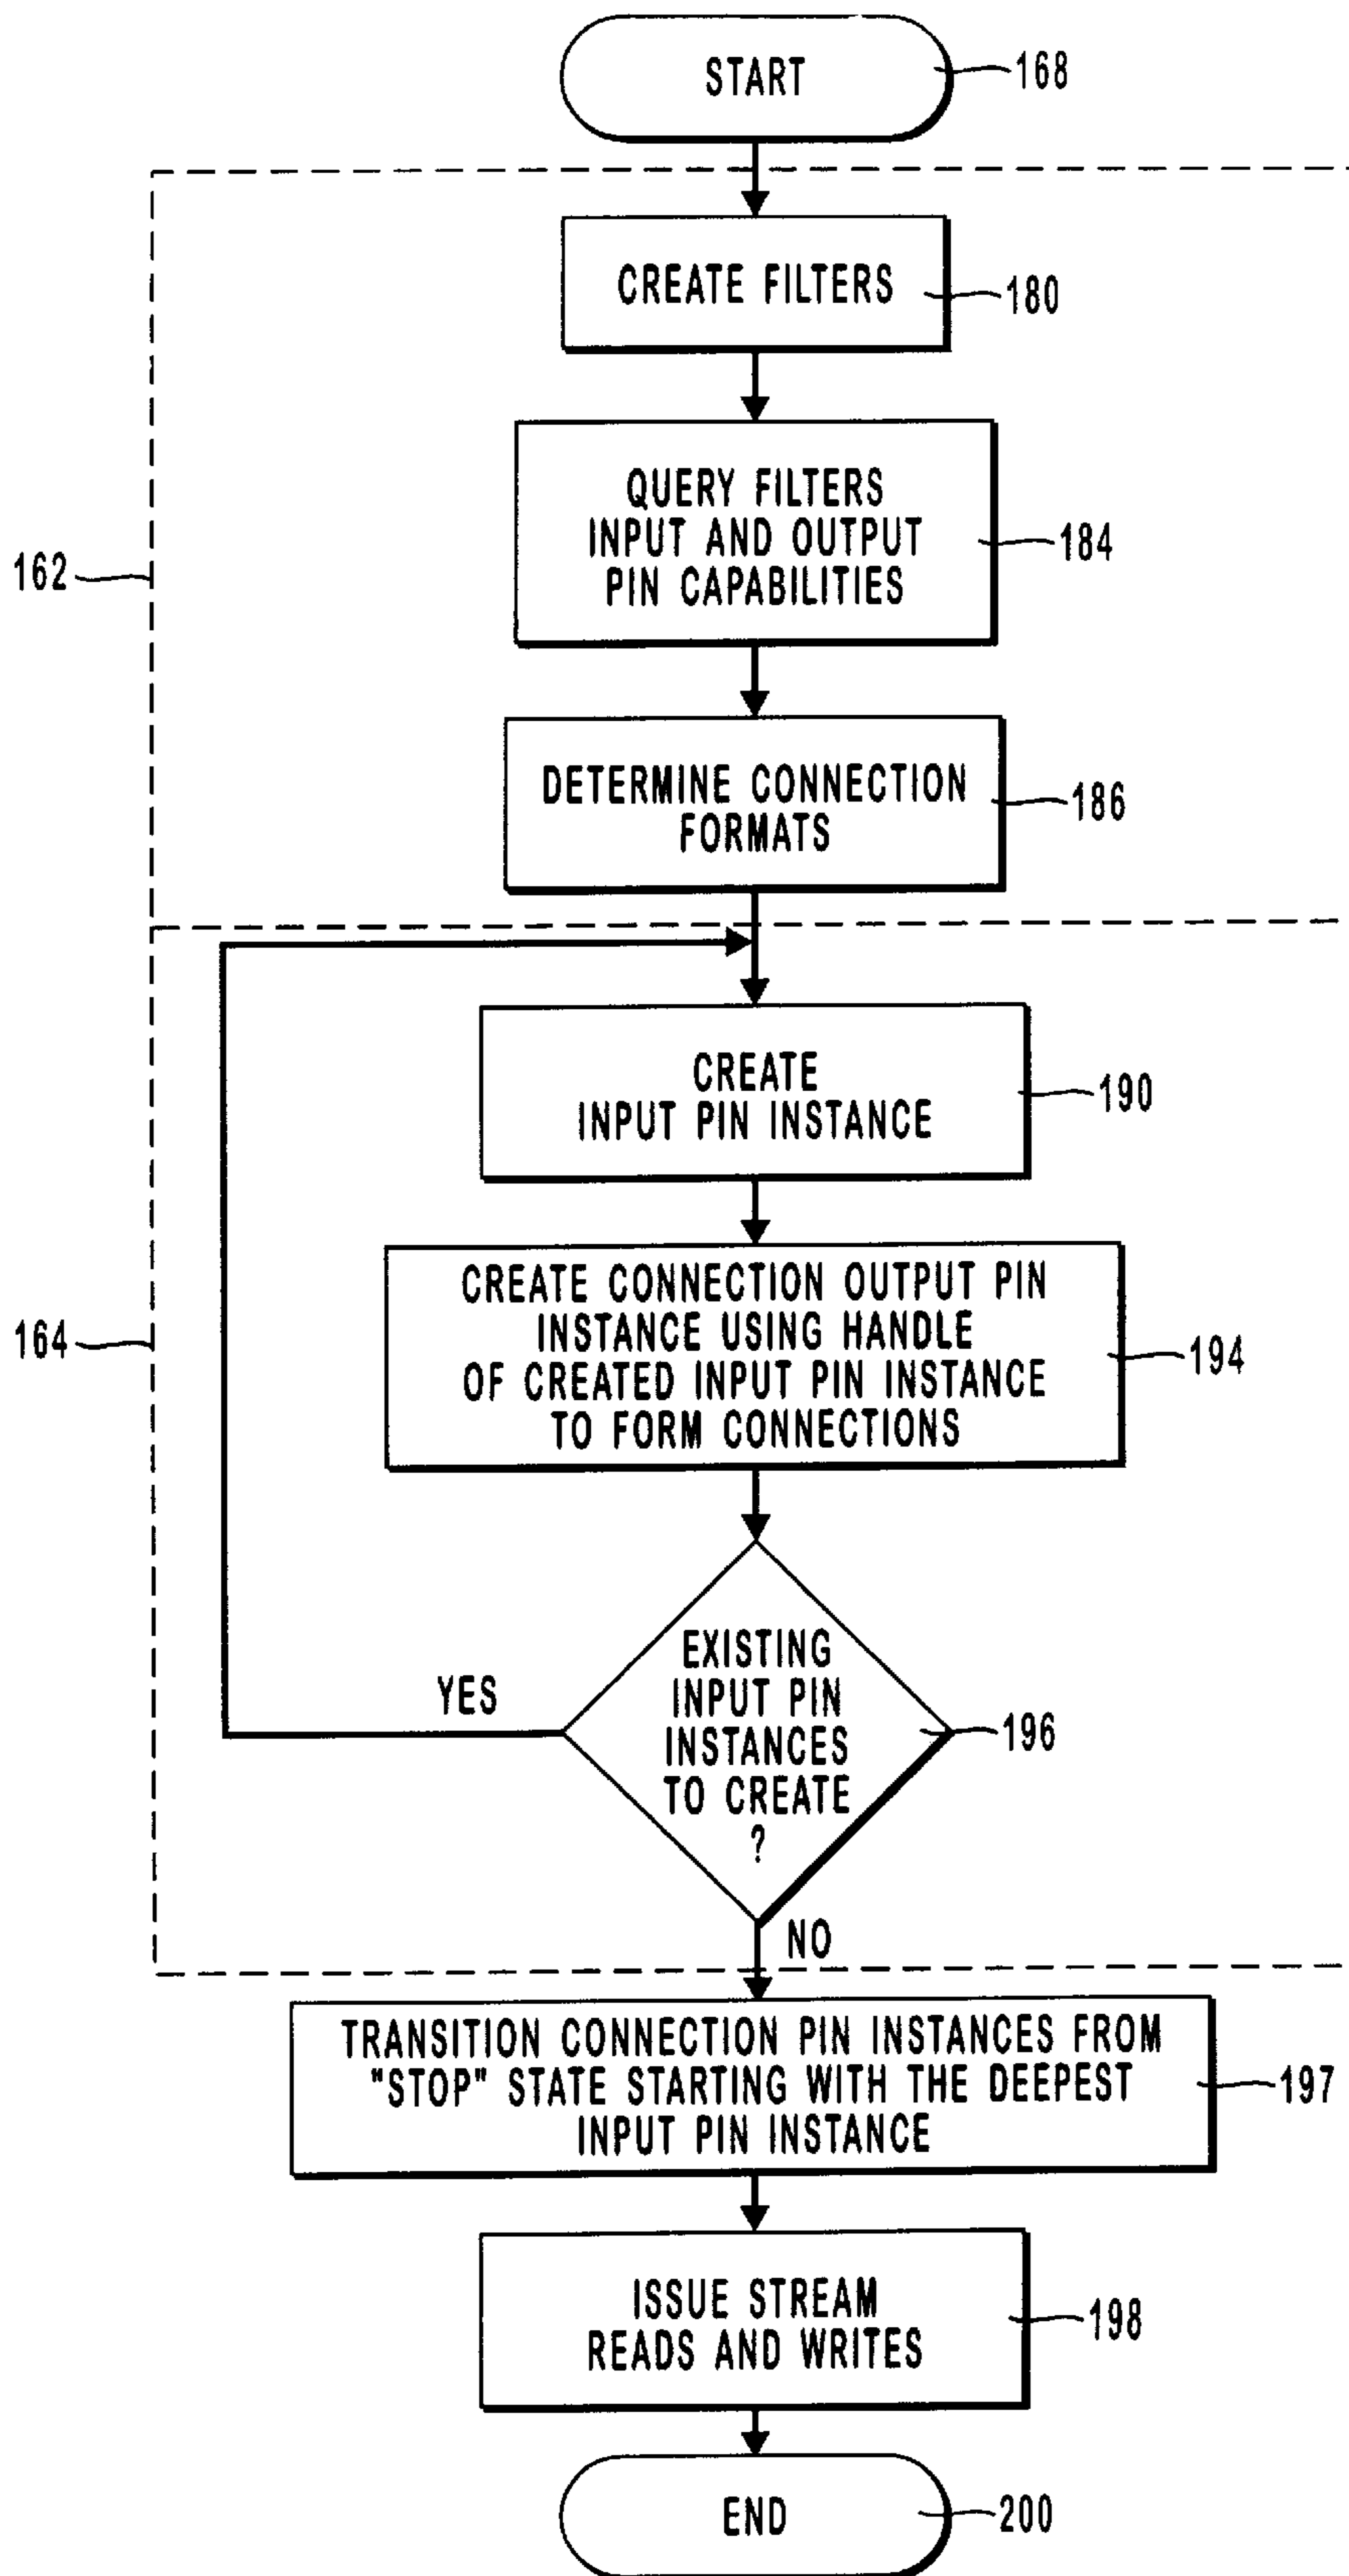 START
168
CREATE FILTERS
180
QUERY FILTERS
INPUT AND OUTPUT
PIN CAPABILITIES
184
162
DETERMINE CONNECTION
FORMATS
186
CREATE
INPUT PIN INSTANCE
190
CREATE CONNECTION OUTPUT PIN
INSTANCE USING HANDLE
OF CREATED INPUT PIN INSTANCE
TO FORM CONNECTIONS
194
164
EXISTING
INPUT PIN
INSTANCES
TO CREATE
?
196
YES
NO
TRANSITION CONNECTION PIN INSTANCES FROM
"STOP" STATE STARTING WITH THE DEEPEST
INPUT PIN INSTANCE
197
ISSUE STREAM
READS AND WRITES
198
END
200